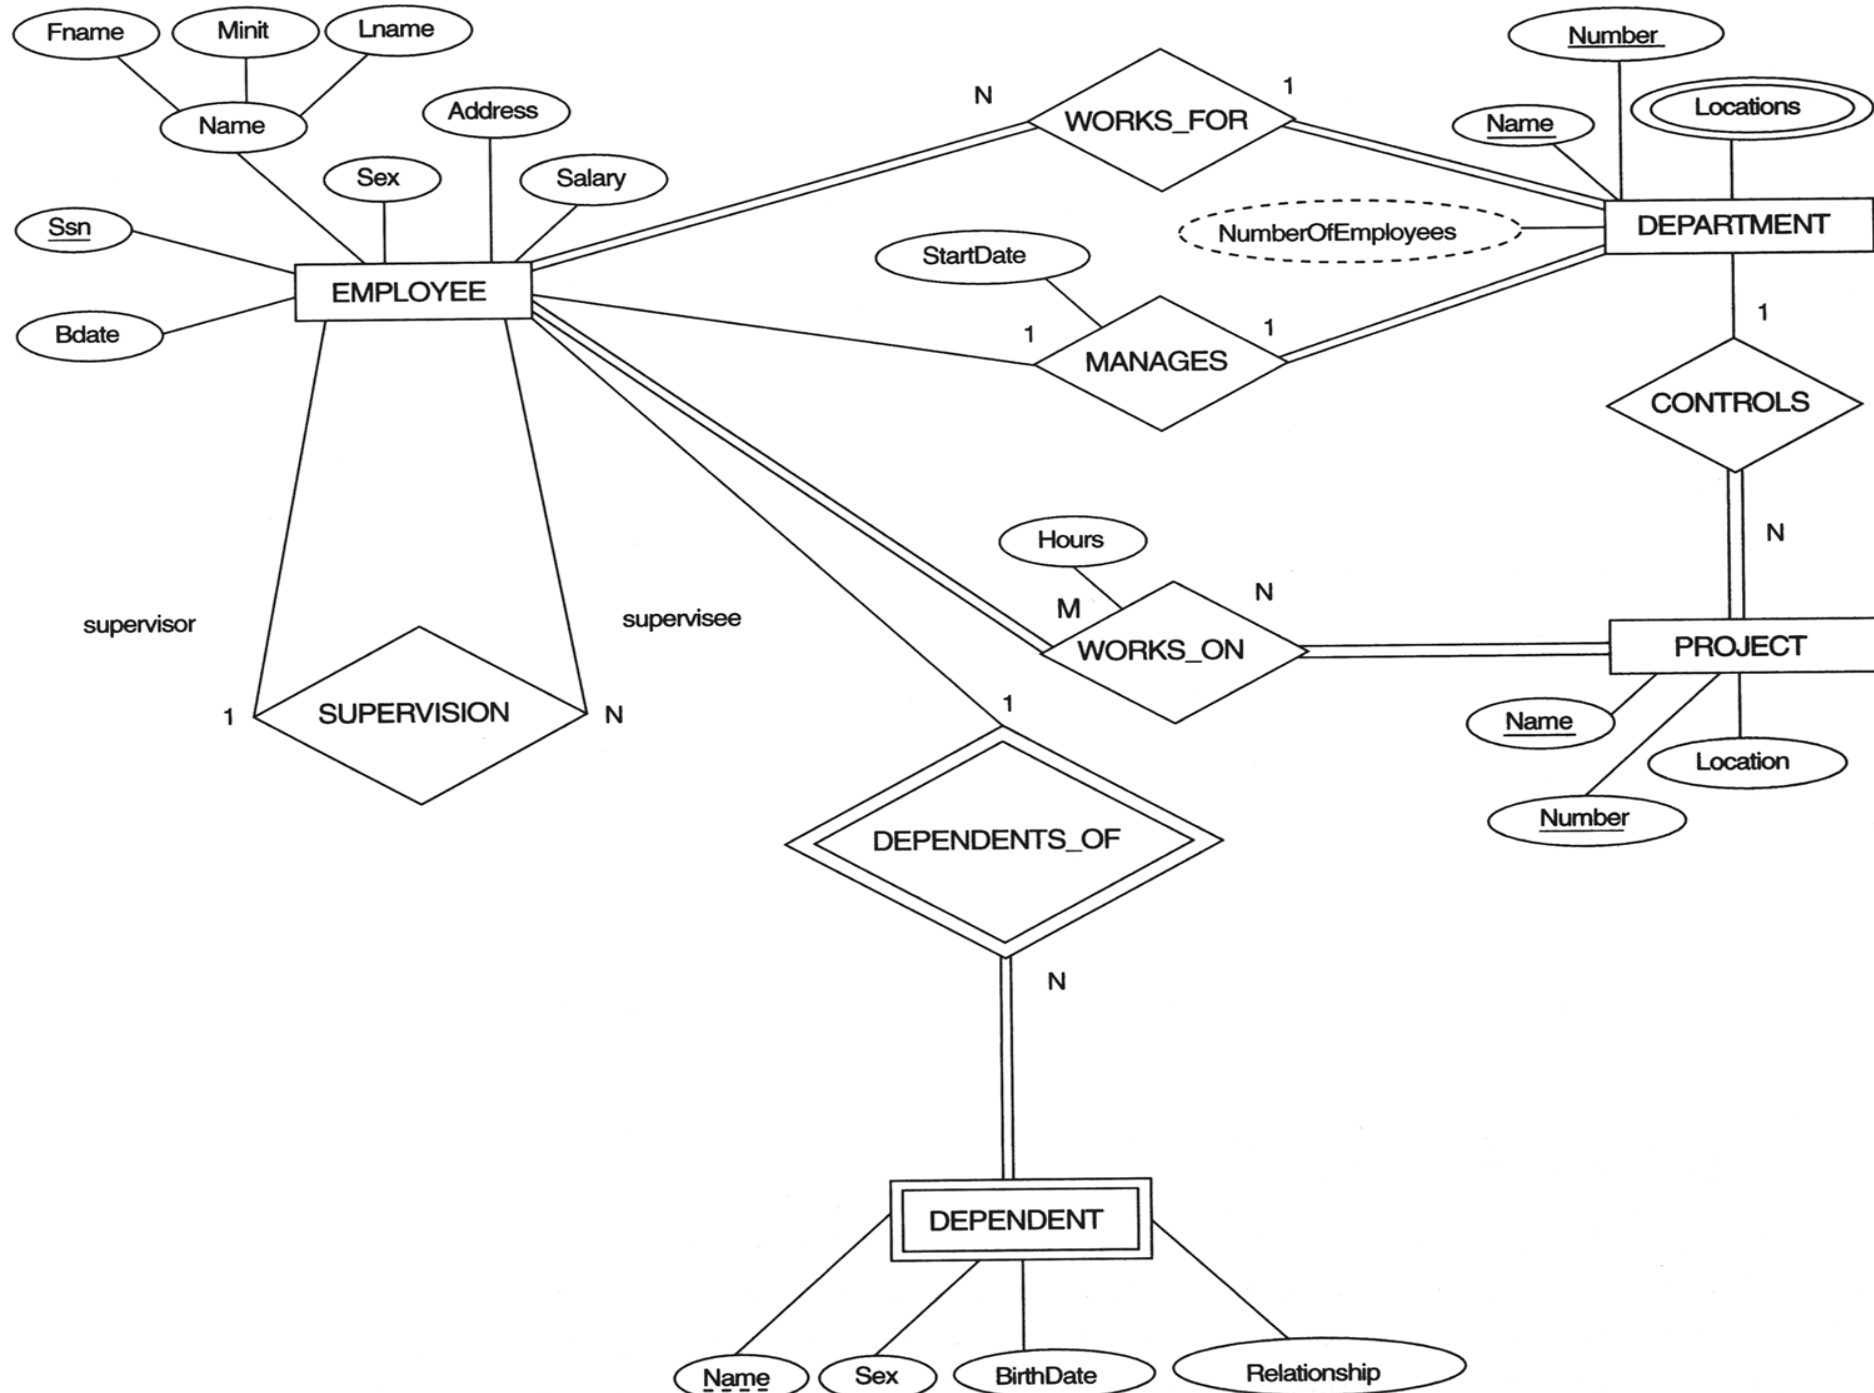 Fname
Minit
Lname
Number
Name
Address
N
WORKS_FOR
1
Name
Locations
Sex
Salary
Ssn
StartDate
NumberOfEmployees
DEPARTMENT
EMPLOYEE
Bdate
1
MANAGES
1
1
CONTROLS
N
Hours
M
N
supervisor
supervisee
WORKS_ON
PROJECT
1
SUPERVISION
N
1
Name
Location
Number
DEPENDENTS_OF
N
DEPENDENT
Name
Sex
BirthDate
Relationship